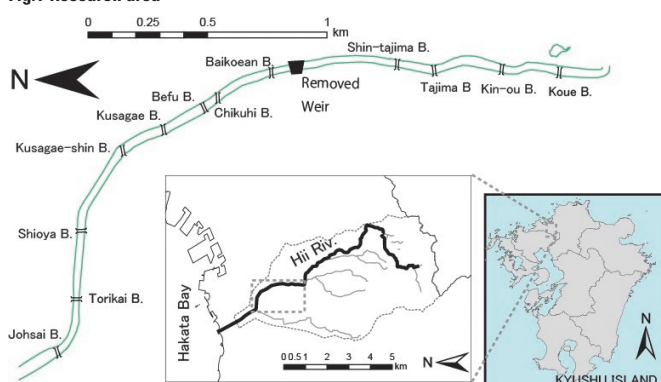 Fig.1 Research area
0 0.25 0.5 1
km
N
Baikoean B.
Shin-tajima B.
Removed
Weir
Tajima B
Kin-ou B.
Koue B.
Befu B.
Chikuhi B.
Kusagae B.
Kusagae-shin B.
Shioya B.
Torikai B.
Johsai B.
Hakata Bay
Hii Riv.
0 0.5 1 2 3 4 5
km
N
N
KYUSHU ISLAND